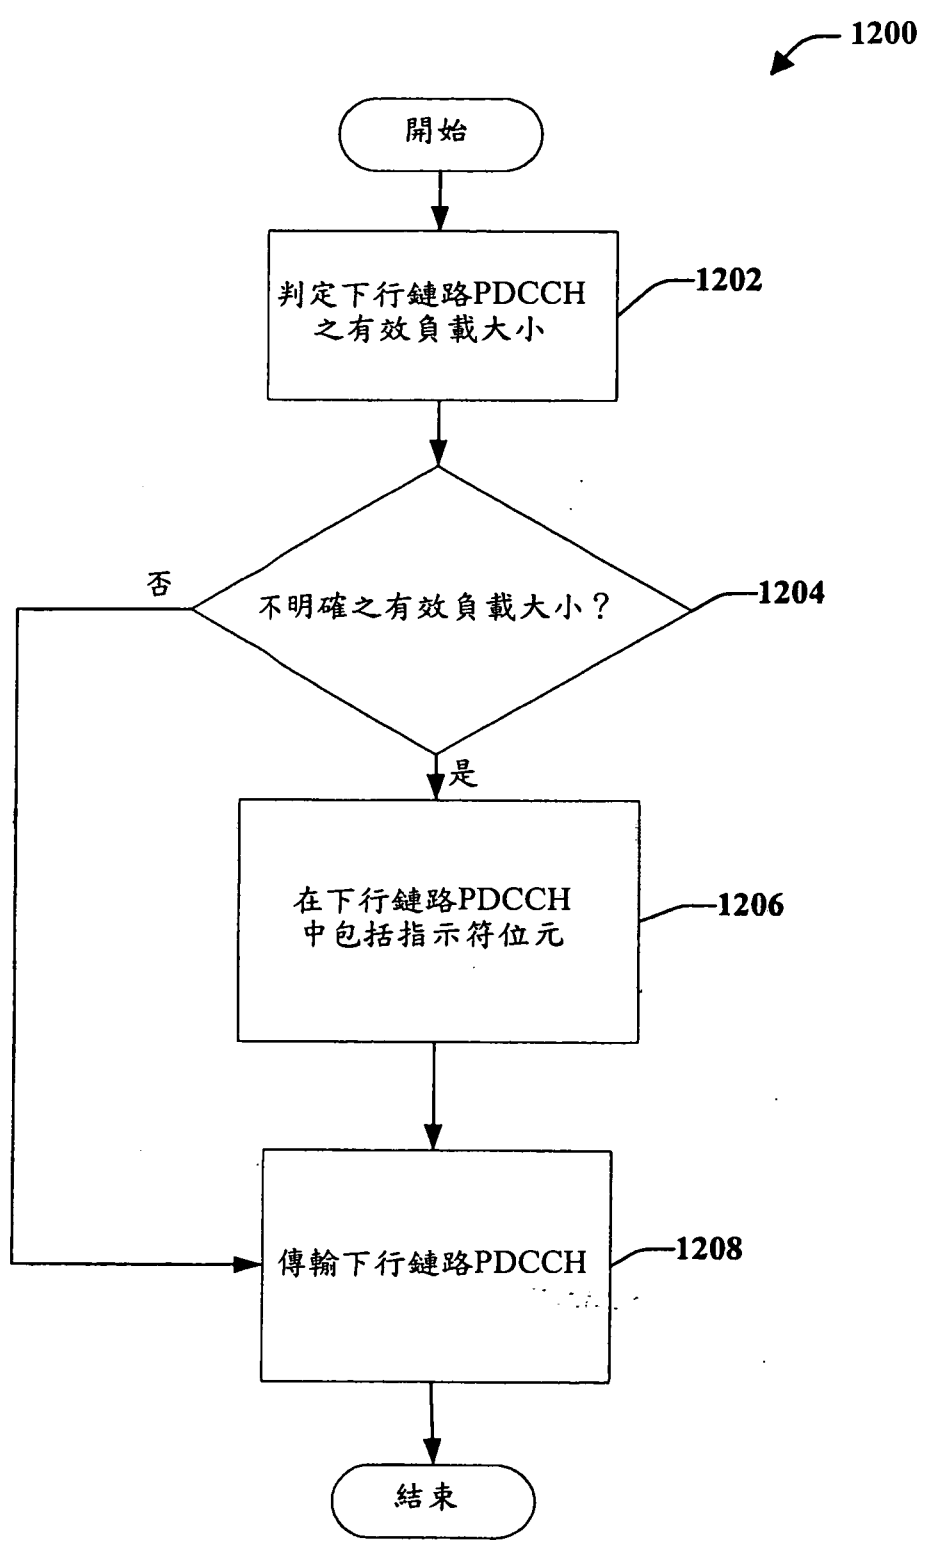 1200
開始
判定下行鏈路PDCCH
之有效負載大小
1202
否
不明確之有效負載大小？
1204
是
在下行鏈路PDCCH
中包括指示符位元
1206
傳輸下行鏈路PDCCH
1208
結束